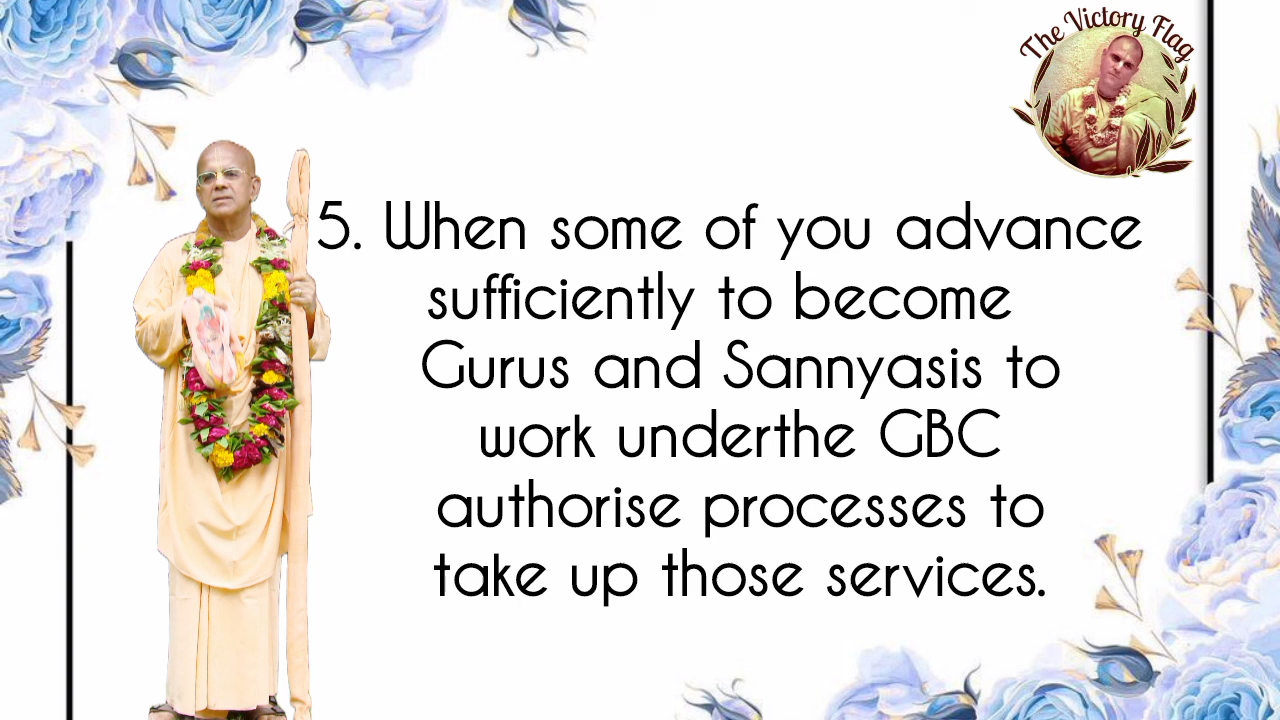 The Victory Flag
5. When some of you advance
sufficiently to become
Gurus and Sannyasis to
work underthe GBC
authorise processes to
take up those services.